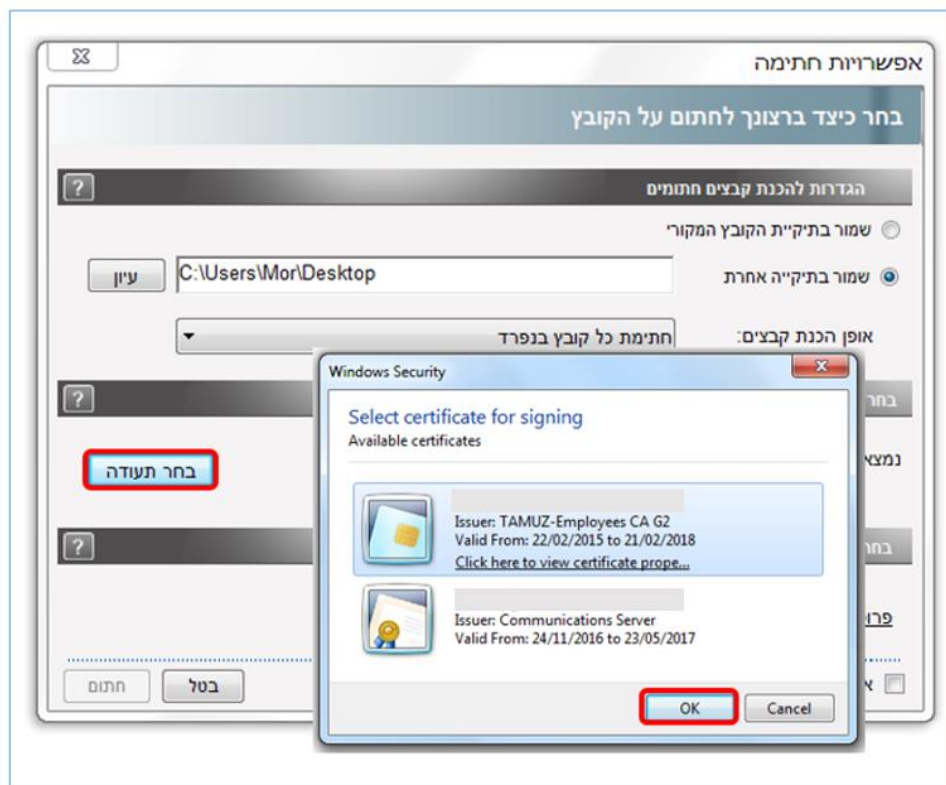 אפשרויות חתימה
בחר כיצד ברצונך לחתום על הקובץ
הגדרות להכנת קבצים חתומים
?
שמור בתיקיית הקובץ המקורי
שמור בתיקייה אחרת
C:\Users\Mor\Desktop
עיון
אופן הכנת קבצים:
חתימת כל קובץ בנפרד
בחר
?
נמצא
בחר תעודה
בחר
?
פרו
א
בטל
חתום
Windows Security
Select certificate for signing
Available certificates
Issuer: TAMUZ-Employees CA G2
Valid From: 22/02/2015 to 21/02/2018
Click here to view certificate prope...
Issuer: Communications Server
Valid From: 24/11/2016 to 23/05/2017
OK
Cancel